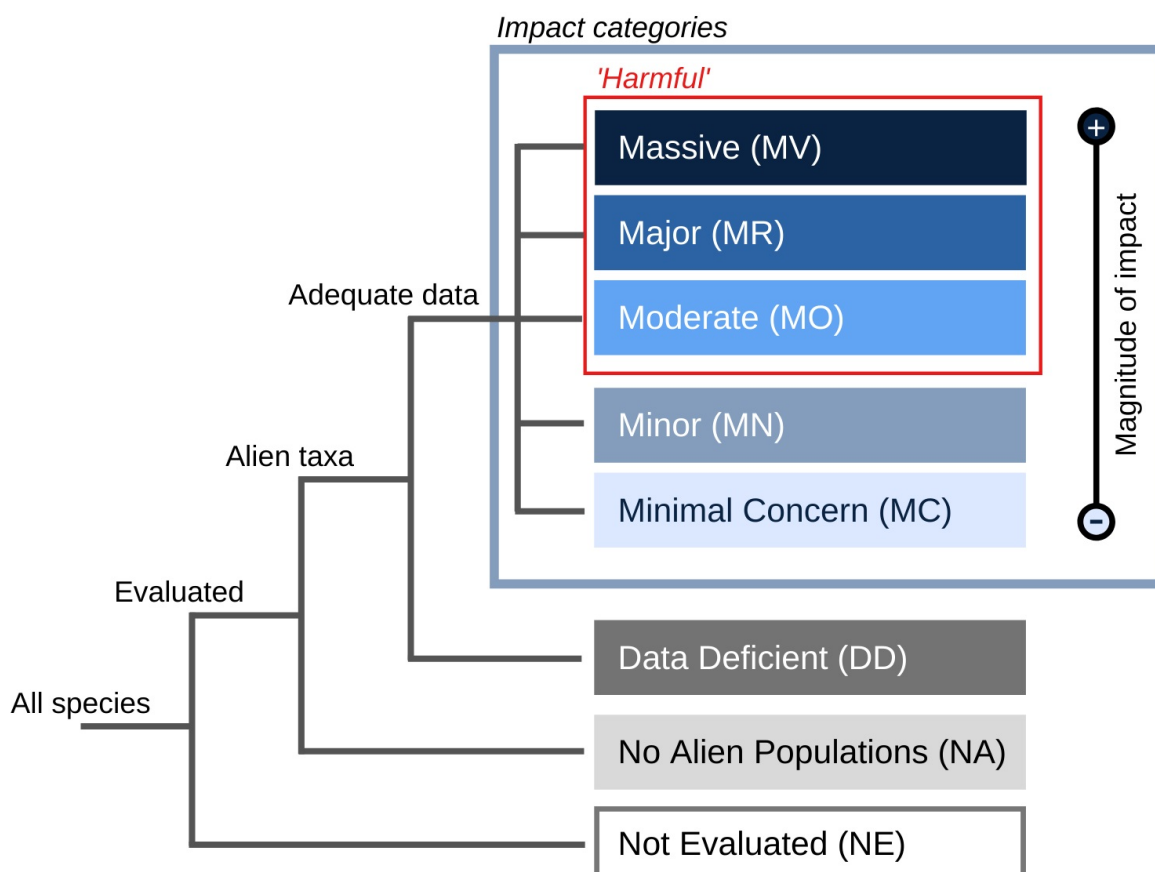 Impact categories
'Harmful'
Massive (MV)
+
Major (MR)
Magnitude of impact
Adequate data
Moderate (MO)
Minor (MN)
Alien taxa
Minimal Concern (MC)
-
Evaluated
Data Deficient (DD)
All species
No Alien Populations (NA)
Not Evaluated (NE)